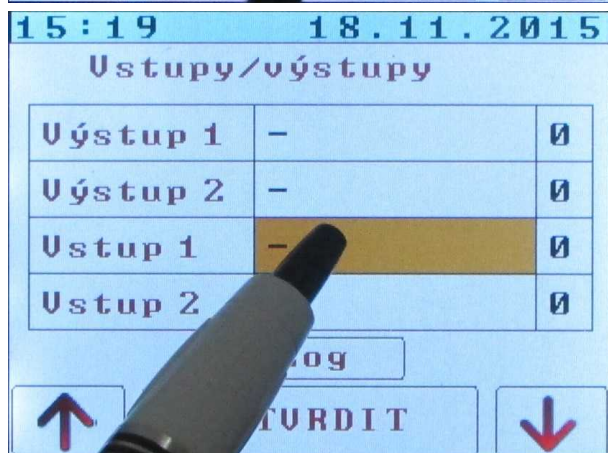 15:19 18.11.2015
Vstupy/výstupy
Výstup 1 - 0
Výstup 2 - 0
Vstup 1 - 0
Vstup 2 0